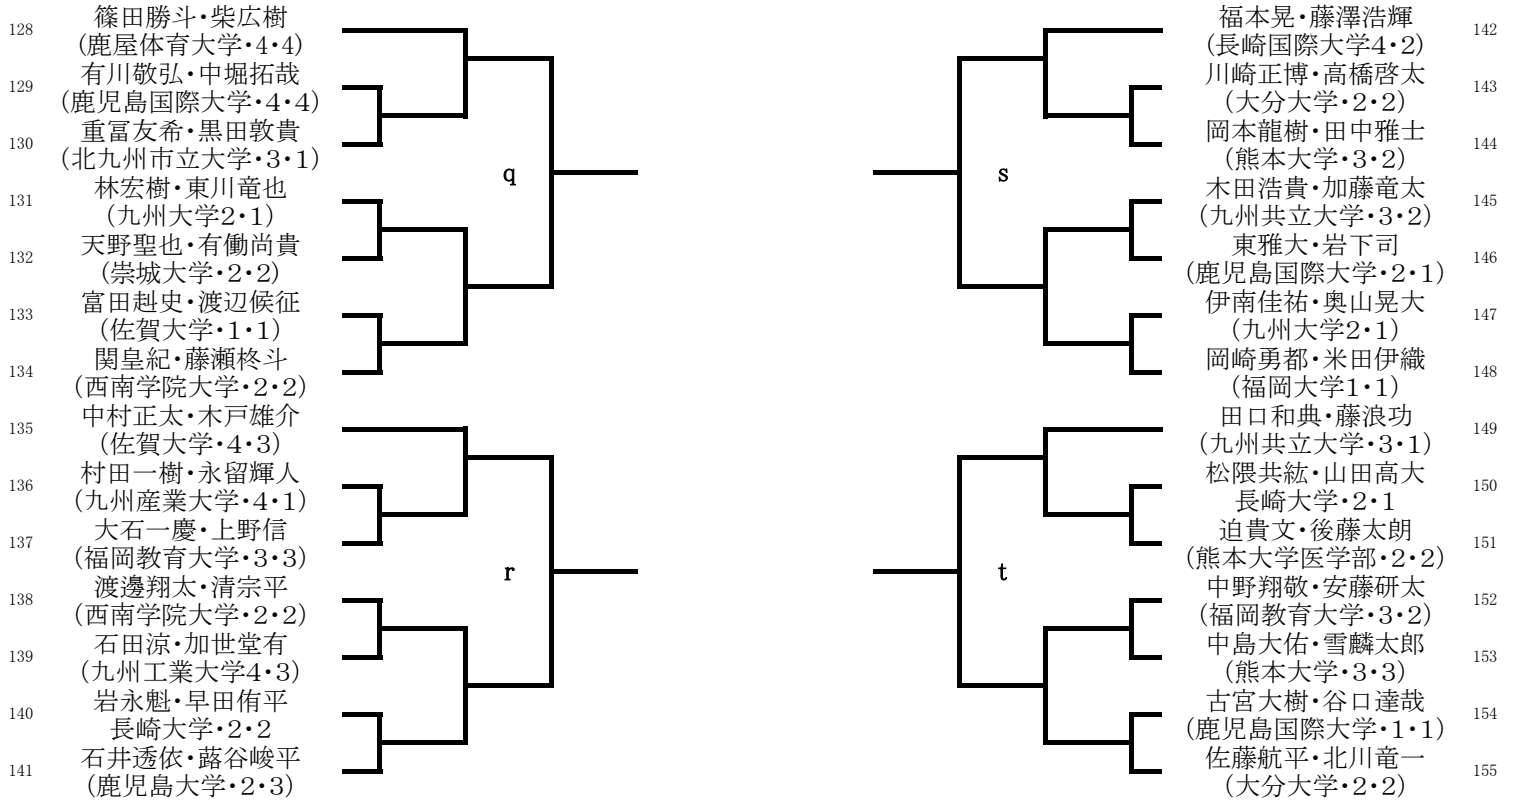 128
篠田勝斗・柴広樹
(鹿屋体育大学・4・4)
129
有川敬弘・中堀拓哉
(鹿児島国際大学・4・4)
130
重冨友希・黒田敦貴
(北九州市立大学・3・1)
131
林宏樹・東川竜也
(九州大学2・1)
132
天野聖也・有働尚貴
(崇城大学・2・2)
133
富田赳史・渡辺候征
(佐賀大学・1・1)
134
関皇紀・藤瀬柊斗
(西南学院大学・2・2)
q
135
中村正太・木戸雄介
(佐賀大学・4・3)
136
村田一樹・永留輝人
(九州産業大学・4・1)
137
大石一慶・上野信
(福岡教育大学・3・3)
138
渡邊翔太・清宗平
(西南学院大学・2・2)
139
石田涼・加世堂有
(九州工業大学4・3)
140
岩永魁・早田侑平
長崎大学・2・2
141
石井透依・蕗谷峻平
(鹿児島大学・2・3)
r
福本晃・藤澤浩輝
142
(長崎国際大学4・2)
川崎正博・高橋啓太
143
(大分大学・2・2)
岡本龍樹・田中雅士
144
(熊本大学・3・2)
木田浩貴・加藤竜太
145
(九州共立大学・3・2)
東雅大・岩下司
146
(鹿児島国際大学・2・1)
伊南佳祐・奥山晃大
147
(九州大学2・1)
岡崎勇都・米田伊織
148
(福岡大学1・1)
s
田口和典・藤浪功
149
(九州共立大学・3・1)
松隈共紘・山田高大
150
長崎大学・2・1
迫貴文・後藤太朗
151
(熊本大学医学部・2・2)
中野翔敬・安藤研太
152
(福岡教育大学・3・2)
中島大佑・雪麟太郎
153
(熊本大学・3・3)
古宮大樹・谷口達哉
154
(鹿児島国際大学・1・1)
佐藤航平・北川竜一
155
(大分大学・2・2)
t